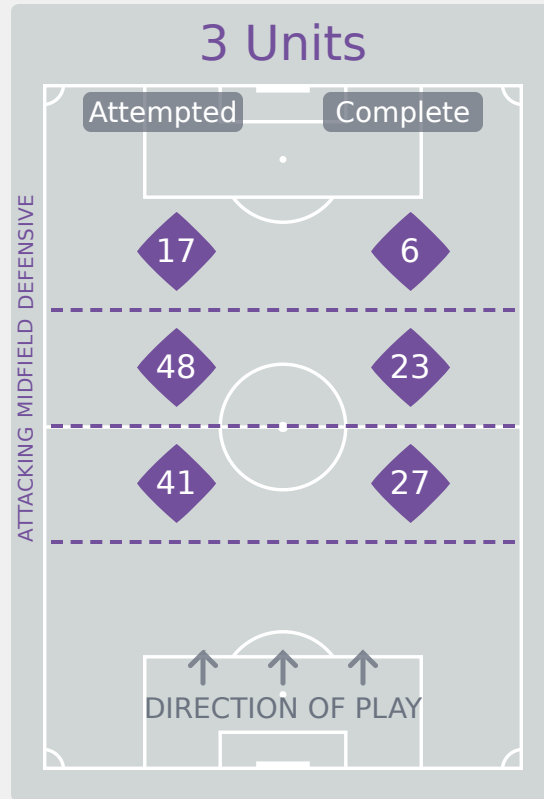 3 Units
Attempted Complete
ATTACKING MIDFIELD DEFENSIVE
17 6
48 23
41 27
DIRECTION OF PLAY